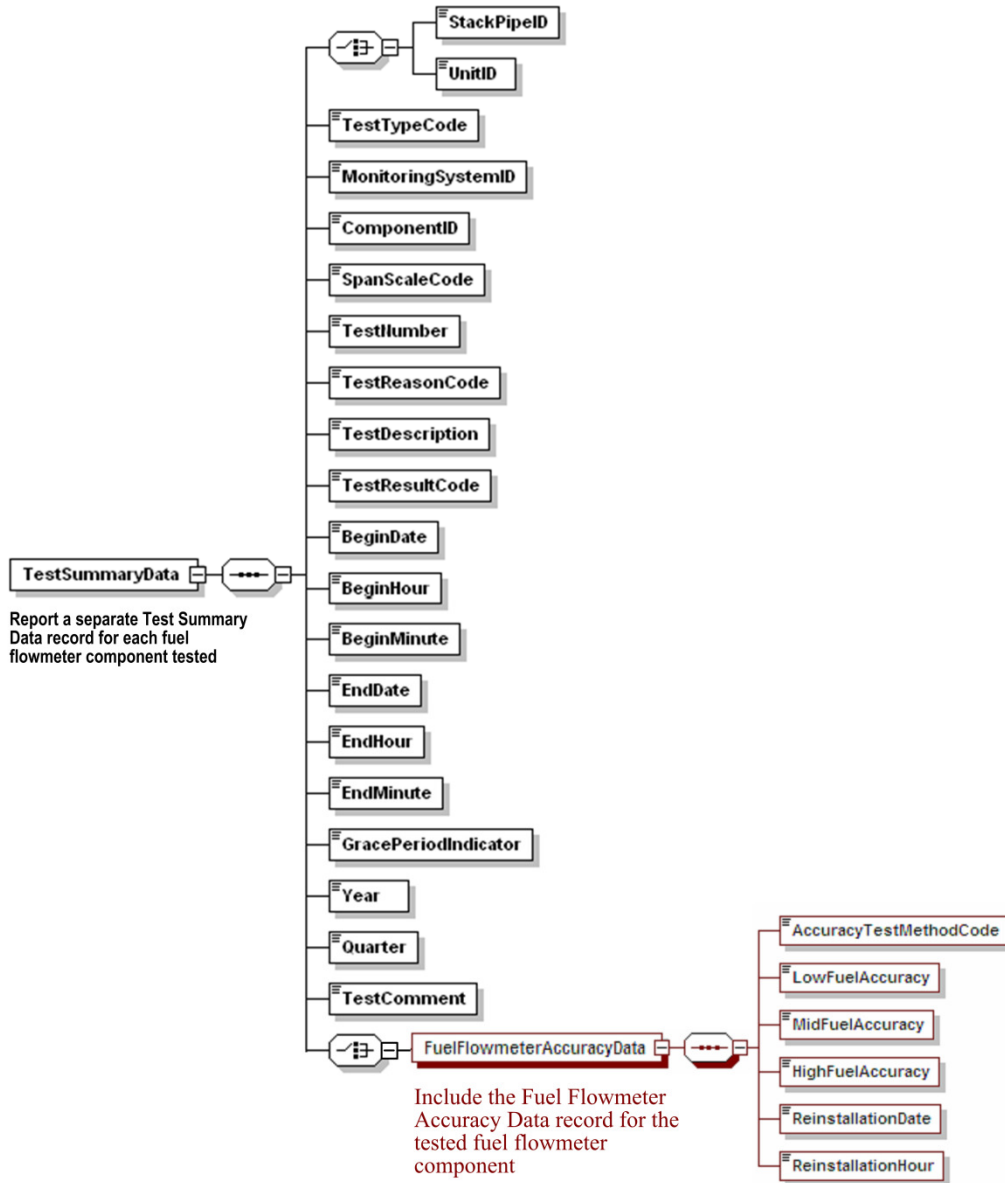 StackPipeID
UnitID
TestTypeCode
MonitoringSystemID
ComponentID
SpanScaleCode
TestNumber
TestReasonCode
TestDescription
TestResultCode
BeginDate
TestSummaryData
BeginHour
Report a separate Test Summary
Data record for each fuel
flowmeter component tested
BeginMinute
EndDate
EndHour
EndMinute
GracePeriodIndicator
Year
Quarter
TestComment
FuelFlowmeterAccuracyData
Include the Fuel Flowmeter
Accuracy Data record for the
tested fuel flowmeter
component
AccuracyTestMethodCode
LowFuelAccuracy
MidFuelAccuracy
HighFuelAccuracy
ReinstallationDate
ReinstallationHour